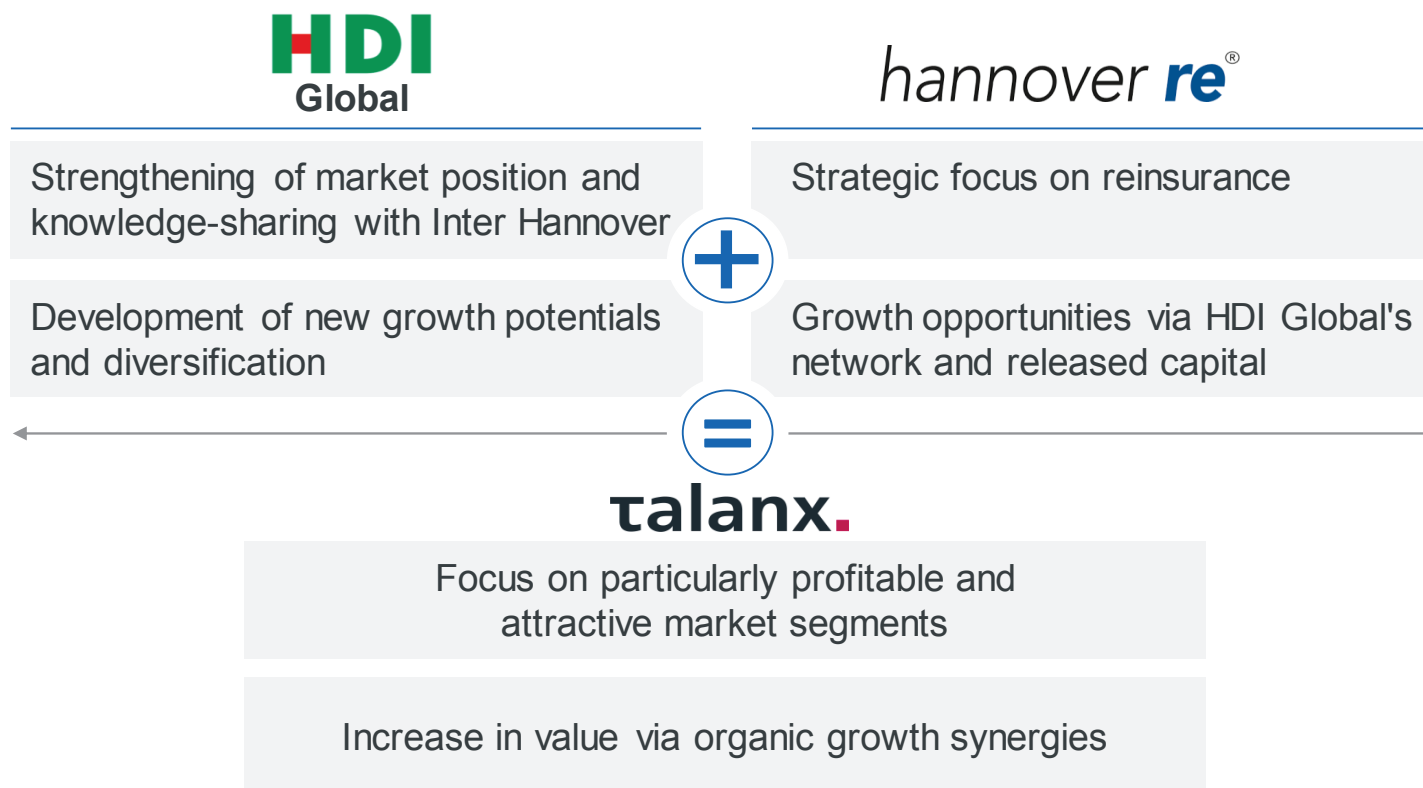 HDI
Global
hannover re®
Strengthening of market position and
knowledge-sharing with Inter Hannover
Strategic focus on reinsurance
+
Development of new growth potentials
and diversification
Growth opportunities via HDI Global's
network and released capital
=
τalanx.
Focus on particularly profitable and
attractive market segments
Increase in value via organic growth synergies